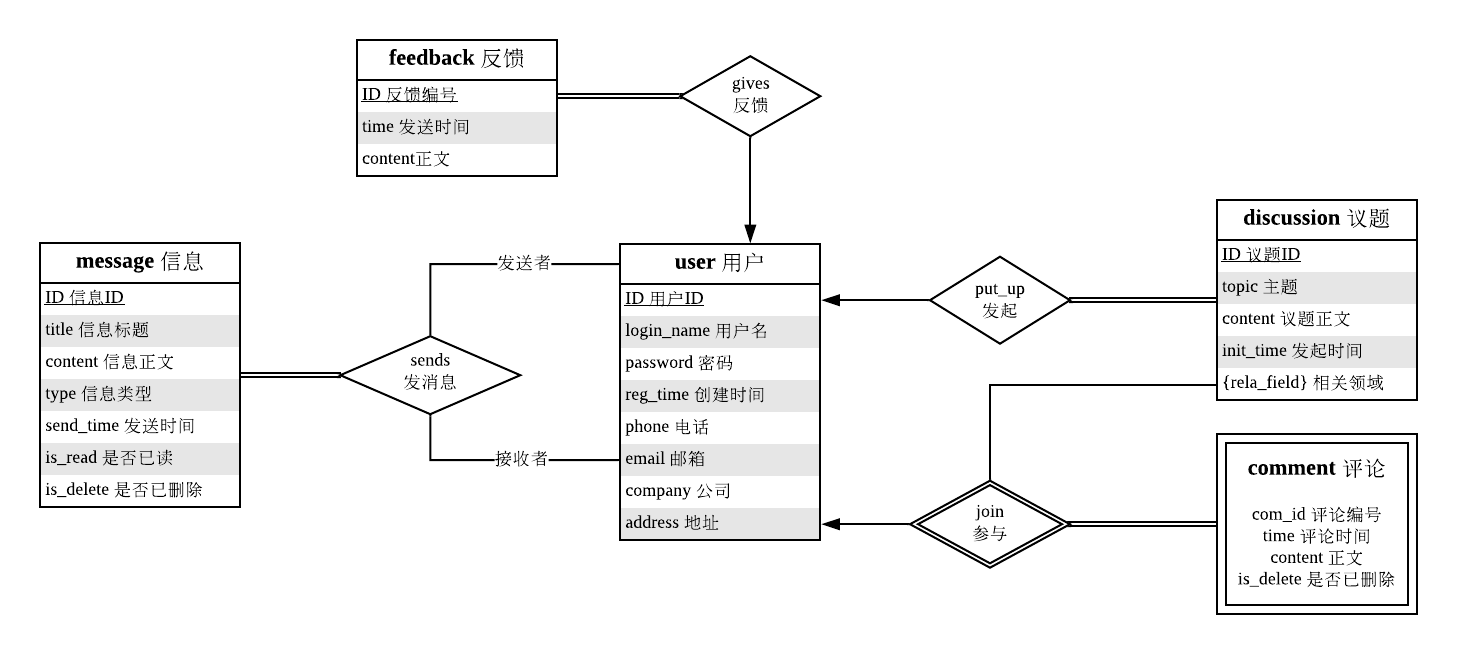 feedback 反馈
ID 反馈编号
time 发送时间
content正文
gives
反馈
message 信息
ID 信息ID
title 信息标题
content 信息正文
type 信息类型
send_time 发送时间
is_read 是否已读
is_delete 是否已删除
发送者
sends
发消息
接收者
user 用户
ID 用户ID
login_name 用户名
password 密码
reg_time 创建时间
phone 电话
email 邮箱
company 公司
address 地址
put_up
发起
discussion 议题
ID 议题ID
topic 主题
content 议题正文
init_time 发起时间
{rela_field} 相关领域
join
参与
comment 评论
com_id 评论编号
time 评论时间
content 正文
is_delete 是否已删除